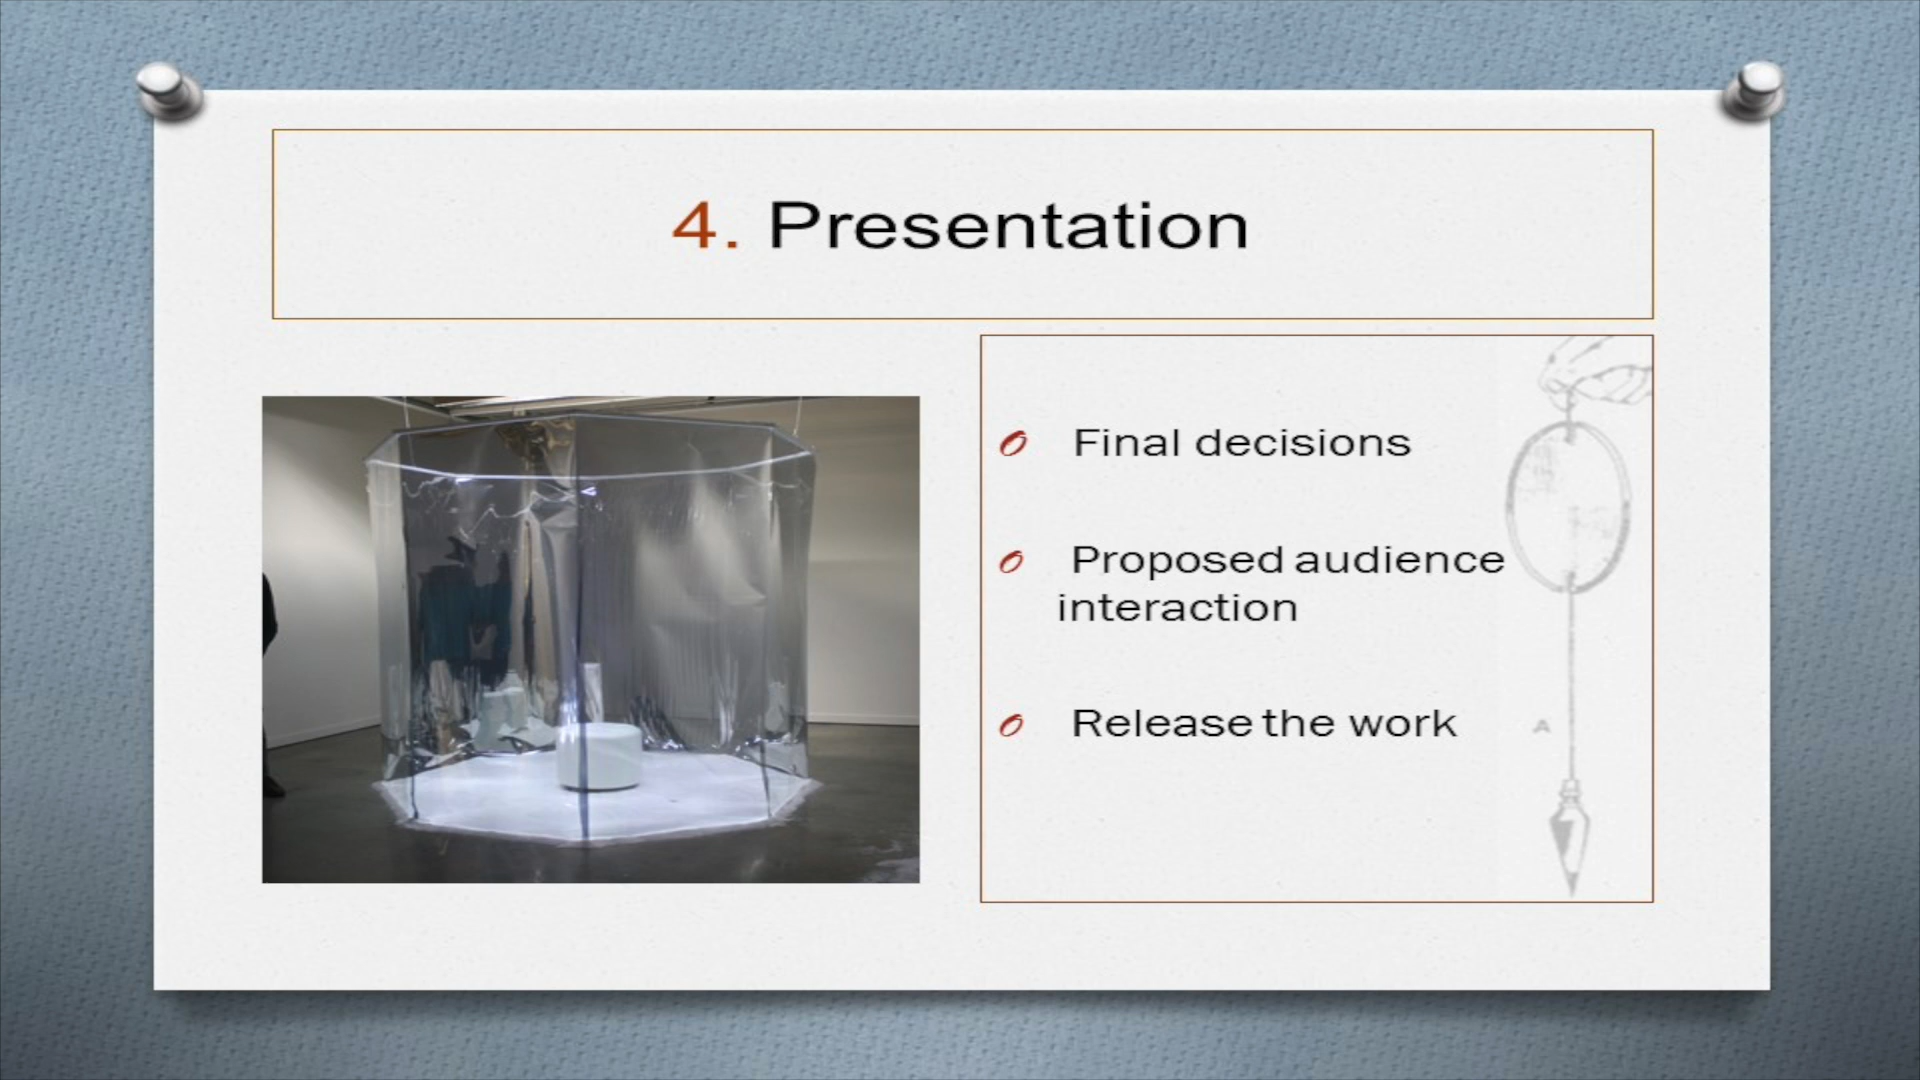 4. Presentation
Final decisions
Proposed audience
interaction
Release the work
A